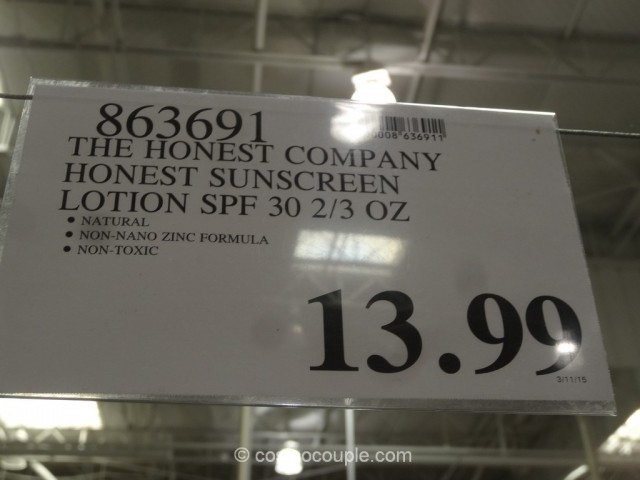 863691
THE HONEST COMPANY
HONEST SUNSCREEN
LOTION SPF 30 2/3 OZ
• NATURAL
• NON-NANO ZINC FORMULA
• NON-TOXIC
13.99
3/11/15
© costcocouple.com